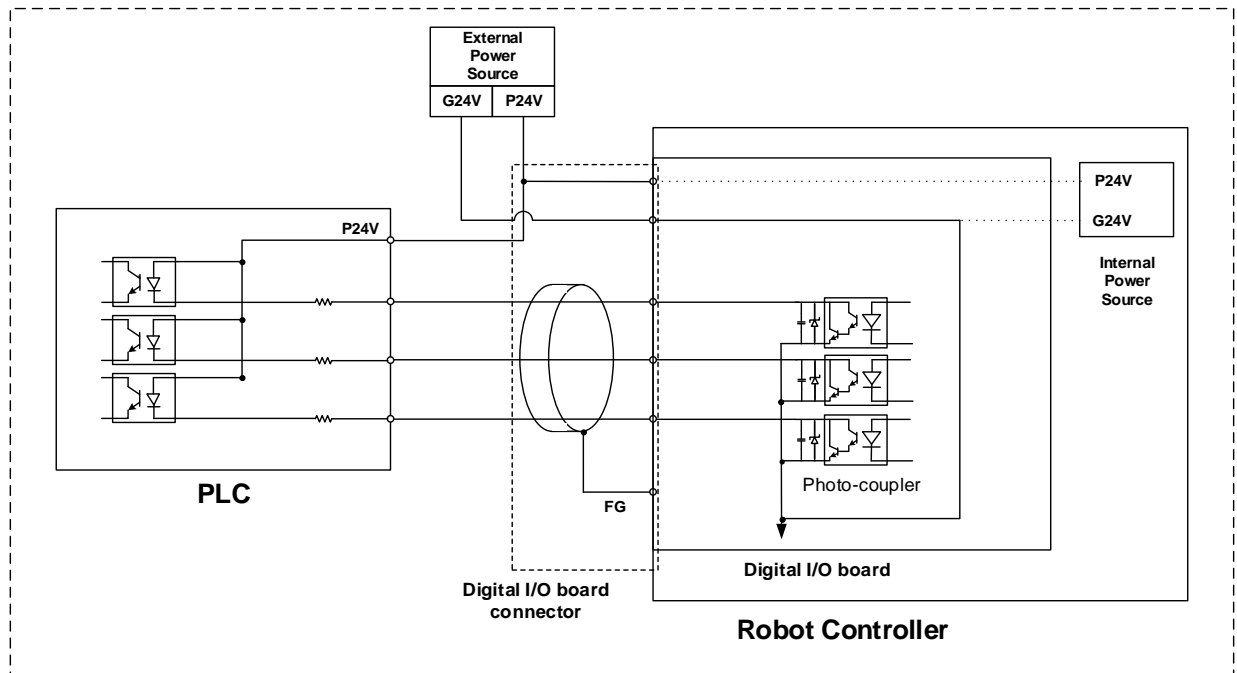 External
Power
Source
G24V P24V
P24V
G24V
Internal
Power
Source
P24V
PLC
FG
Photo-coupler
Digital I/O board
Digital I/O board
connector
Robot Controller